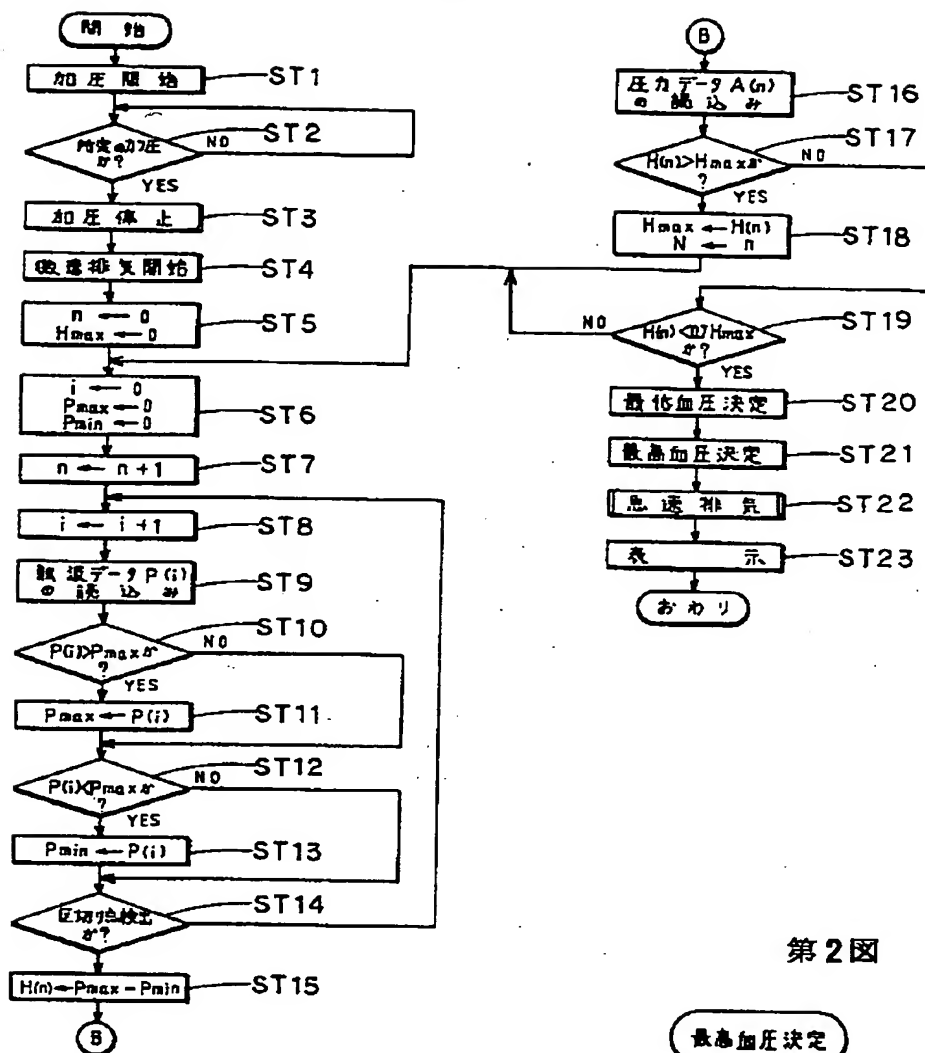 開始
加圧開始
ST1
所定の加圧
か?
ST2
NO
YES
加圧停止
ST3
微速排気開始
ST4
n ← 0
Hmax ← 0
ST5
i ← 0
Pmax ← 0
Pmin ← 0
ST6
n ← n+1
ST7
i ← i+1
ST8
脈波データ P(i)
の読込み
ST9
P(i)>Pmaxか
?
ST10
NO
YES
Pmax ← P(i)
ST11
P(i)<Pmaxか
?
ST12
NO
YES
Pmin ← P(i)
ST13
区切り点検出
か?
ST14
H(n)←Pmax−Pmin
ST15
B
B
圧力データ A(n)
の読込み
ST16
H(n)>Hmaxか
?
ST17
NO
YES
Hmax ← H(n)
N ← n
ST18
H(n)<0.7Hmax
か?
ST19
NO
YES
最低血圧決定
ST20
最高血圧決定
ST21
急速排気
ST22
表示
ST23
おわり
第2図
最高血圧決定